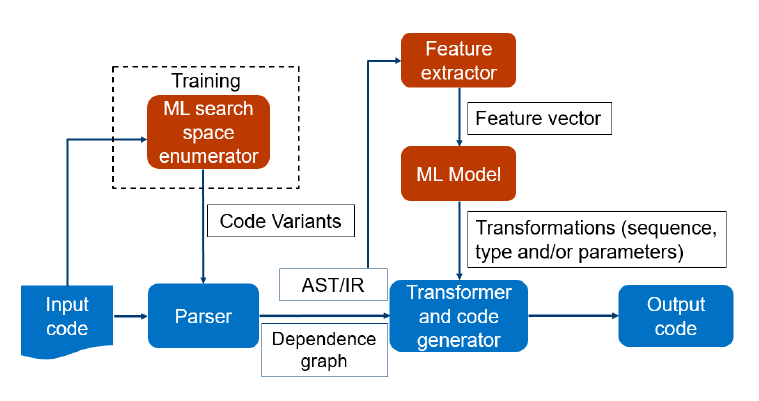 Feature
extractor
Training
ML search
space
enumerator
Feature vector
ML Model
Code Variants
Transformations (sequence,
type and/or parameters)
AST/IR
Input
code
Parser
Transformer
and code
generator
Output
code
Dependence
graph